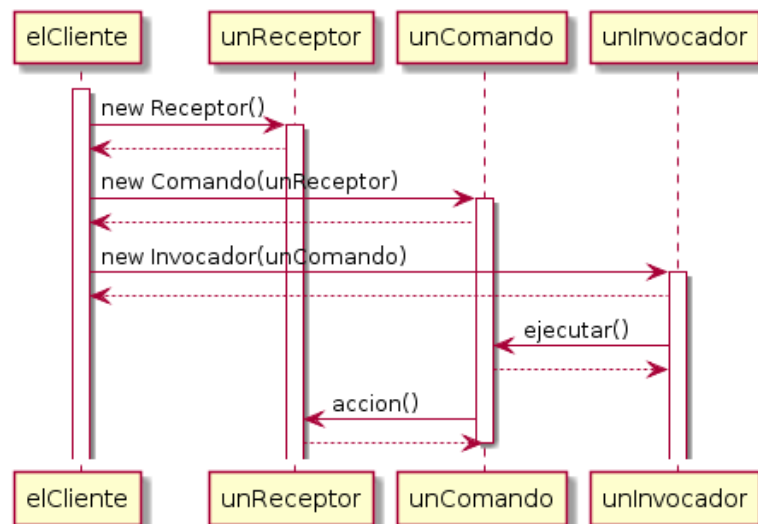 elCliente unReceptor unComando unInvocador
new Receptor()
new Comando(unReceptor)
new Invocador(unComando)
ejecutar()
accion()
elCliente unReceptor unComando unInvocador